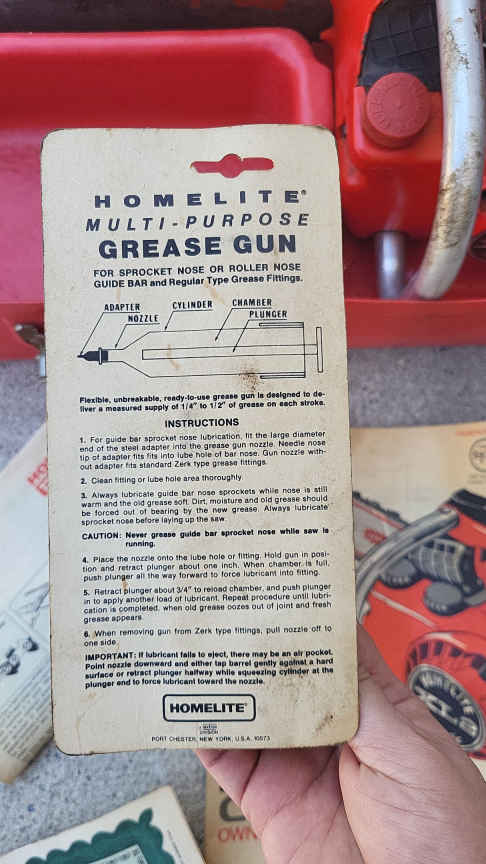 HOMELITE®
MULTI-PURPOSE
GREASE GUN
FOR SPROCKET NOSE OR ROLLER NOSE
GUIDE BAR and Regular Type Grease Fittings.
ADAPTER
NOZZLE
CYLINDER
CHAMBER
PLUNGER
Flexible, unbreakable, ready-to-use grease gun is designed to de-
liver a measured supply of 1/4" to 1/2" of grease on each stroke.
INSTRUCTIONS
1. For guide bar sprocket nose lubrication, fit the large diameter
end of the steel adapter into the grease gun nozzle. Needle nose
tip of adapter fits into lube hole of bar nose. Gun nozzle with-
out adapter fits standard Zerk type grease fittings.
2. Clean fitting or lube hole area thoroughly
3. Always lubricate guide bar nose sprockets while nose is still
warm and the old grease soft. Dirt, moisture and old grease should
be forced out of bearing by the new grease. Always lubricate
sprocket nose before laying up the saw.
CAUTION: Never grease guide bar sprocket nose while saw is
running.
4. Place the nozzle onto the lube hole or fitting. Hold gun in posi-
tion and retract plunger about one inch. When chamber is full,
push plunger all the way forward to force lubricant into fitting.
5. Retract plunger about 3/4" to reload chamber, and push plunger
in to apply another load of lubricant. Repeat procedure until lubri-
cation is completed, when old grease oozes out of joint and fresh
grease appears.
6. When removing gun from Zerk type fittings, pull nozzle off to
one side.
IMPORTANT: If lubricant fails to eject, there may be an air pocket.
Point nozzle downward and either tap barrel gently against a hard
surface or retract plunger halfway while squeezing cylinder at the
plunger end to force lubricant toward the nozzle.
HOMELITE®
DIVISION
PORT CHESTER, NEW YORK, U.S.A. 10573
OWN